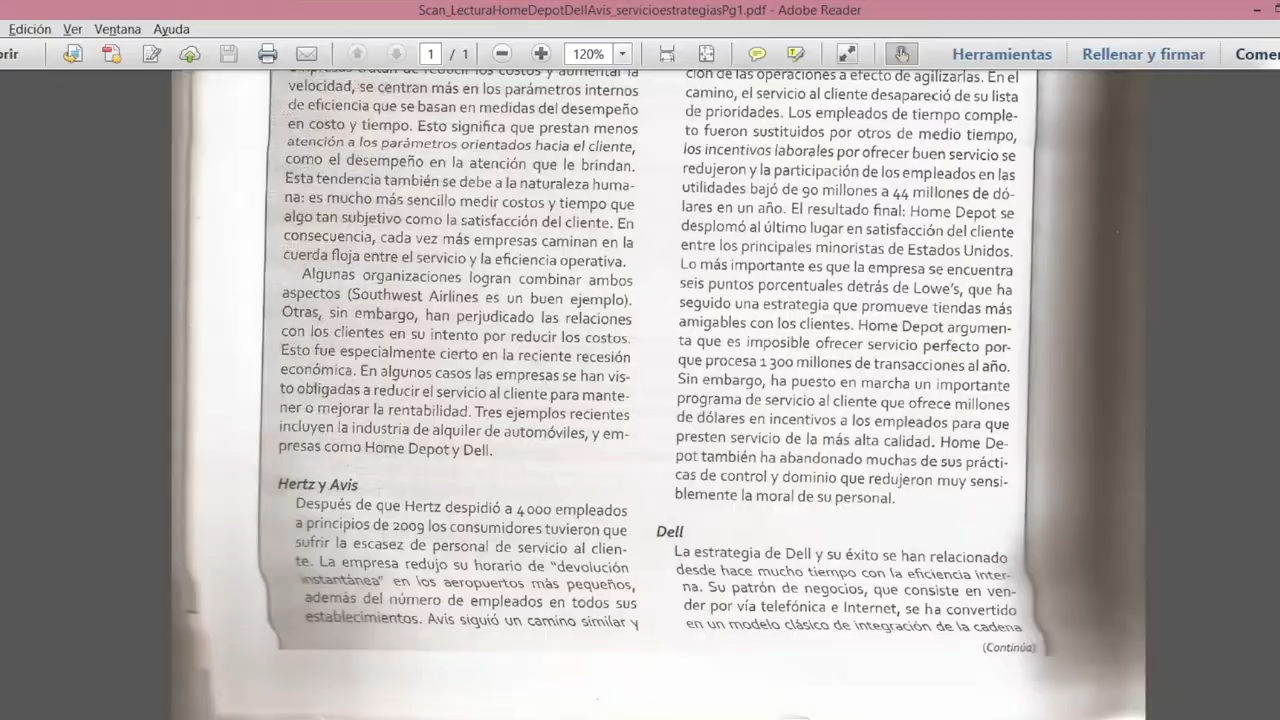 Scan_LecturaHomeDepotDellAvis_servicioestrategiasPg1.pdf - Adobe Reader
Edición Ver Ventana Ayuda
1 / 1 120% Herramientas Rellenar y firmar
empresas tratan de reducir los costos y aumentar la
velocidad, se centran más en los parámetros internos
de eficiencia que se basan en medidas del desempeño
en costo y tiempo. Esto significa que prestan menos
atención a los parámetros orientados hacia el cliente,
como el desempeño en la atención que le brindan.
Esta tendencia también se debe a la naturaleza huma-
na: es mucho más sencillo medir costos y tiempo que
algo tan subjetivo como la satisfacción del cliente. En
consecuencia, cada vez más empresas caminan en la
cuerda floja entre el servicio y la eficiencia operativa.
Algunas organizaciones logran combinar ambos
aspectos (Southwest Airlines es un buen ejemplo).
Otras, sin embargo, han perjudicado las relaciones
con los clientes en su intento por reducir los costos.
Esto fue especialmente cierto en la reciente recesión
económica. En algunos casos las empresas se han vis-
to obligadas a reducir el servicio al cliente para mante-
ner o mejorar la rentabilidad. Tres ejemplos recientes
incluyen la industria de alquiler de automóviles, y em-
presas como Home Depot y Dell.
Hertz y Avis
Después de que Hertz despidió a 4 000 empleados
a principios de 2009 los consumidores tuvieron que
sufrir la escasez de personal de servicio al clien-
te. La empresa redujo su horario de "devolución
instantánea" en los aeropuertos más pequeños,
además del número de empleados en todos sus
establecimientos. Avis siguió un camino similar y
ción de las operaciones a efecto de agilizarlas. En el
camino, el servicio al cliente desapareció de su lista
de prioridades. Los empleados de tiempo comple-
to fueron sustituidos por otros de medio tiempo,
los incentivos laborales por ofrecer buen servicio se
redujeron y la participación de los empleados en las
utilidades bajó de 90 millones a 44 millones de dó-
lares en un año. El resultado final: Home Depot se
desplomó al último lugar en satisfacción del cliente
entre los principales minoristas de Estados Unidos.
Lo más importante es que la empresa se encuentra
seis puntos porcentuales detrás de Lowe's, que ha
seguido una estrategia que promueve tiendas más
amigables con los clientes. Home Depot argumen-
ta que es imposible ofrecer servicio perfecto por-
que procesa 1 300 millones de transacciones al año.
Sin embargo, ha puesto en marcha un importante
programa de servicio al cliente que ofrece millones
de dólares en incentivos a los empleados para que
presten servicio de la más alta calidad. Home De-
pot también ha abandonado muchas de sus prácti-
cas de control y dominio que redujeron muy sensi-
blemente la moral de su personal.
Dell
La estrategia de Dell y su éxito se han relacionado
desde hace mucho tiempo con la eficiencia inter-
na. Su patrón de negocios, que consiste en ven-
der por vía telefónica e Internet, se ha convertido
en un modelo clásico de integración de la cadena
(Continúa)